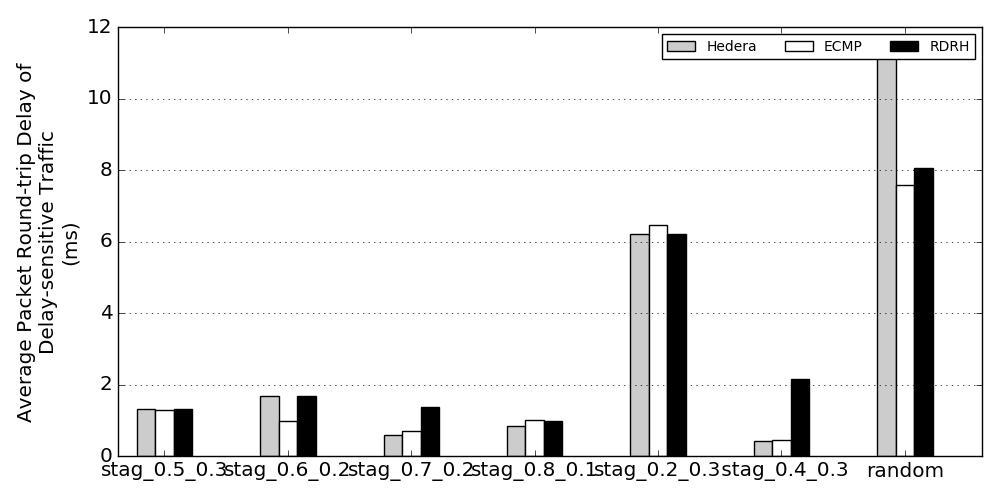 Average Packet Round-trip Delay of
Delay-sensitive Traffic
(ms)
12
10
8
6
4
2
0
Hedera ECMP RDRH
stag_0.5_0.3 stag_0.6_0.2 stag_0.7_0.2 stag_0.8_0.1 stag_0.2_0.3 stag_0.4_0.3 random